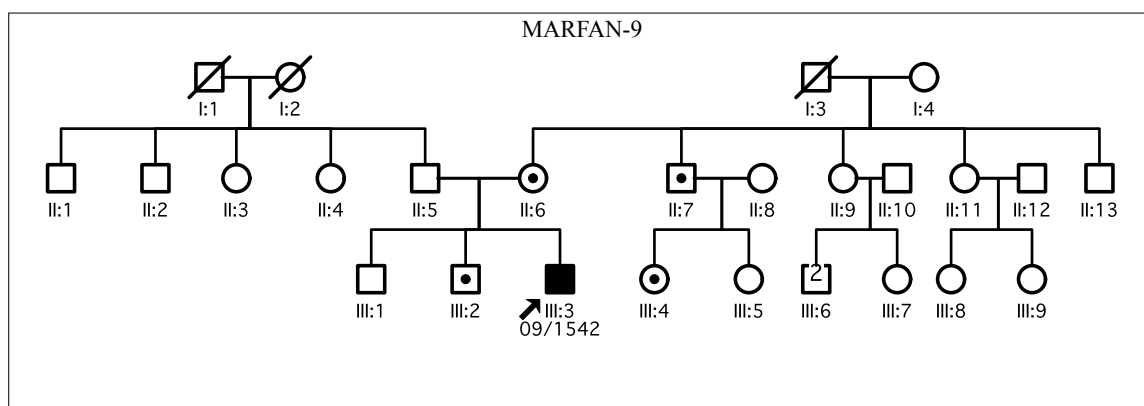 MARFAN-9
I:1 I:2 I:3 I:4
II:1 II:2 II:3 II:4 II:5 II:6 II:7 II:8 II:9 II:10 II:11 II:12 II:13
2
III:1 III:2 III:3 III:4 III:5 III:6 III:7 III:8 III:9
09/1542